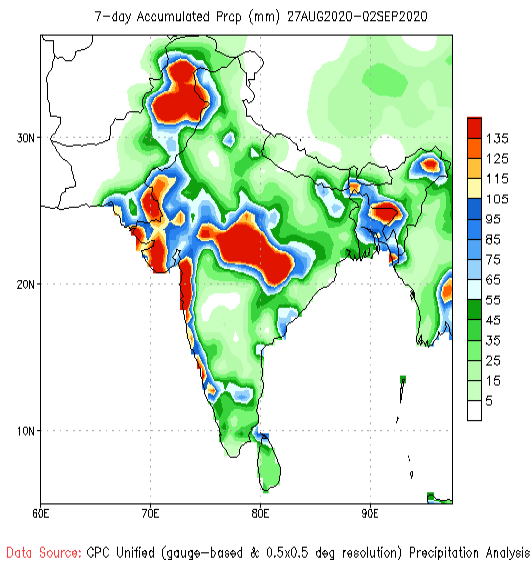 7-day Accumulated Prcp (mm) 27AUG2020-02SEP2020
30N
20N
10N
60E 70E 80E 90E
135
125
115
105
95
85
75
65
55
45
35
25
15
5
Data Source: CPC Unified (gauge-based & 0.5x0.5 deg resolution) Precipitation Analysis